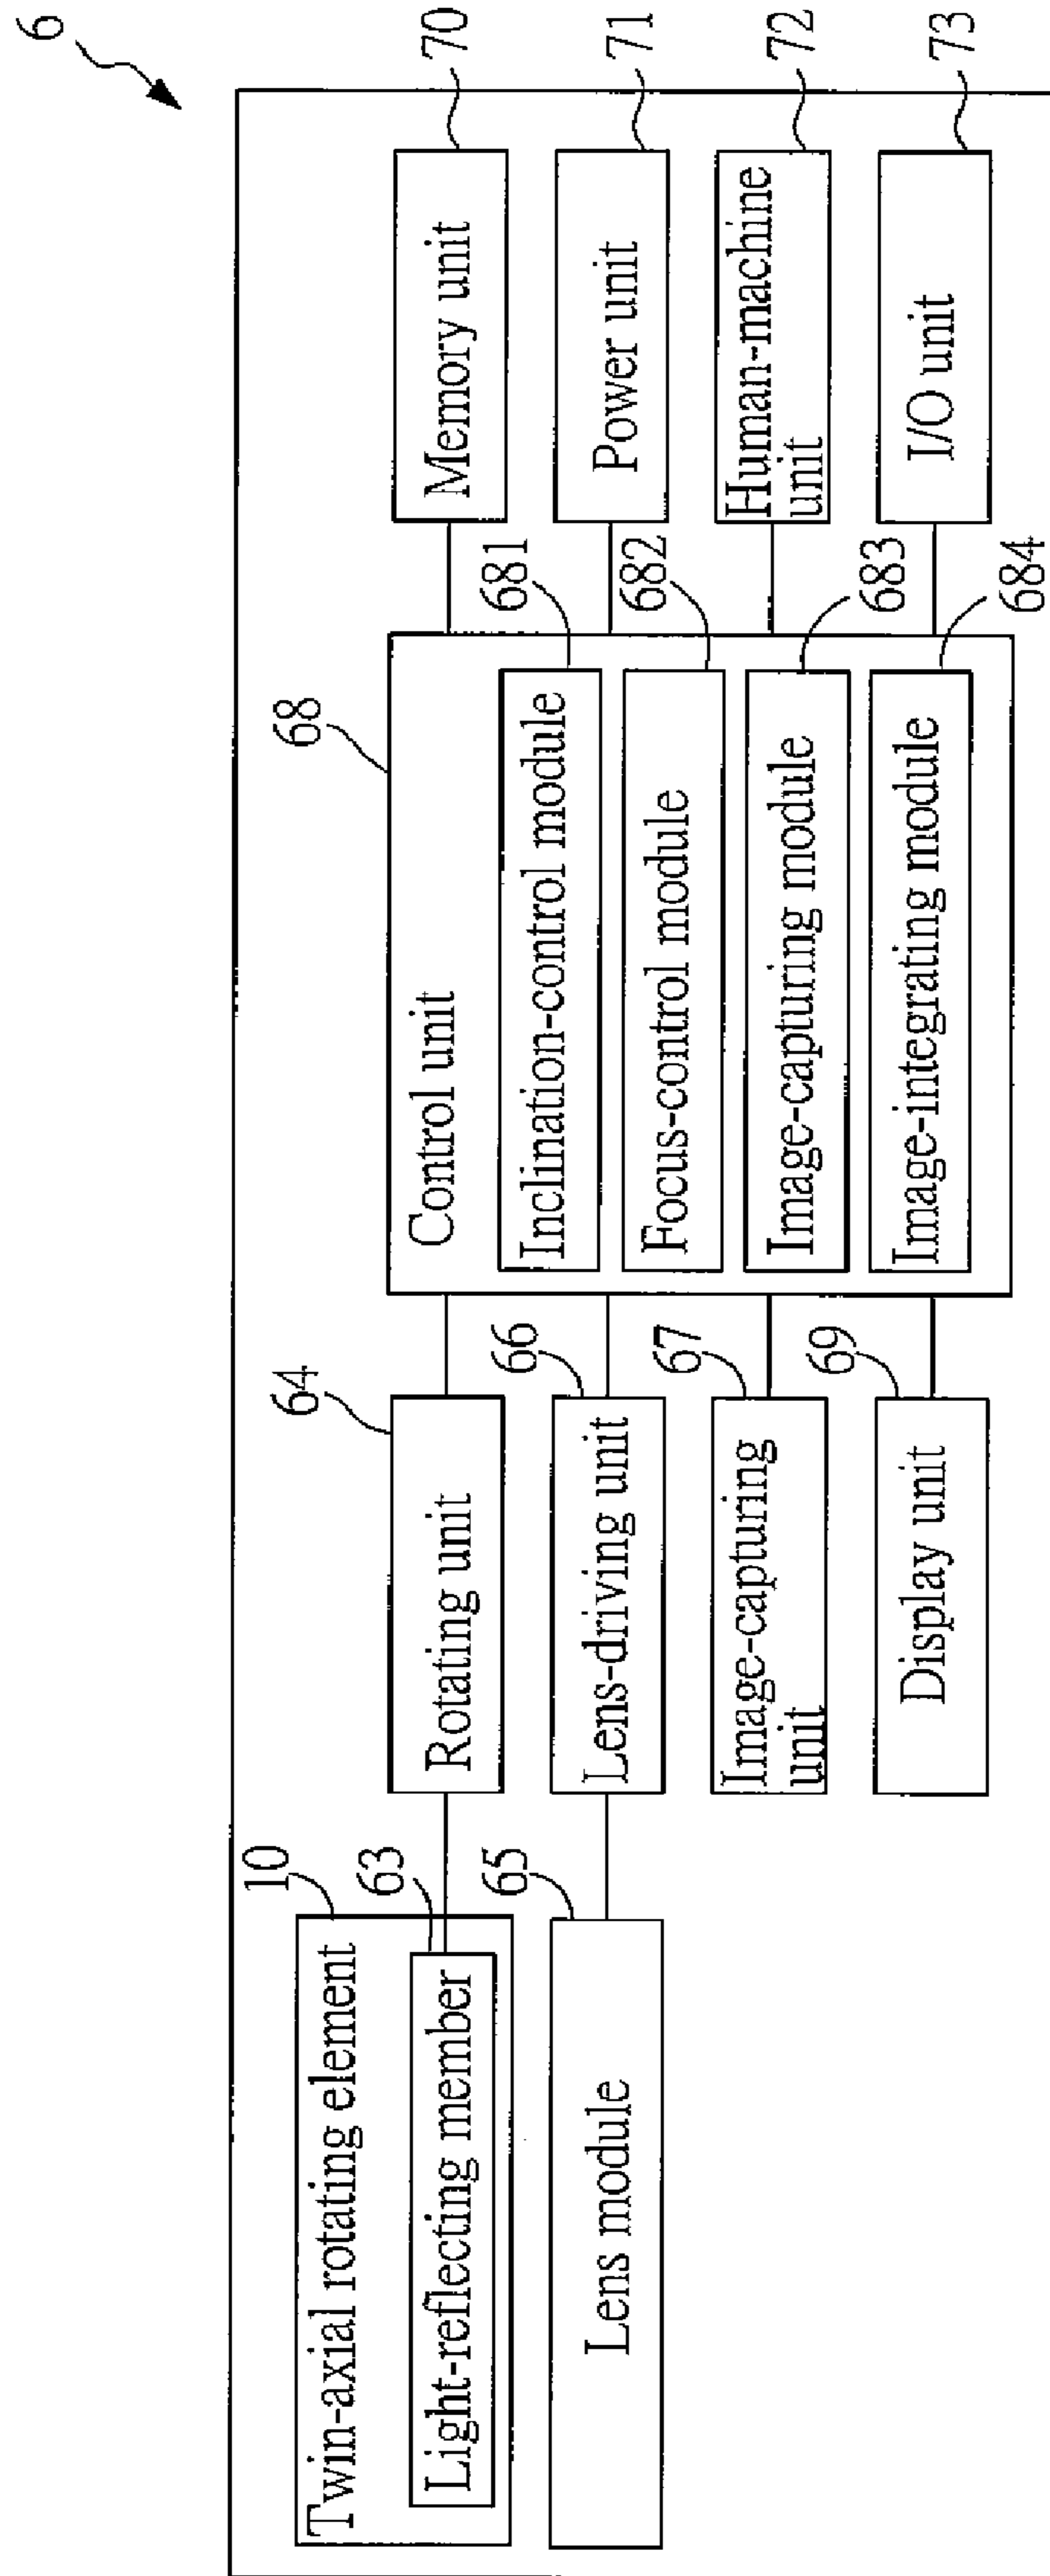 6
10
Twin-axial rotating element
63
Light-reflecting member
65
Lens module
64
Rotating unit
66
Lens-driving unit
67
Image-capturing
unit
69
Display unit
68
Control unit
681
Inclination-control module
682
Focus-control module
683
Image-capturing module
684
Image-integrating module
70
Memory unit
71
Power unit
72
Human-machine
unit
73
I/O unit